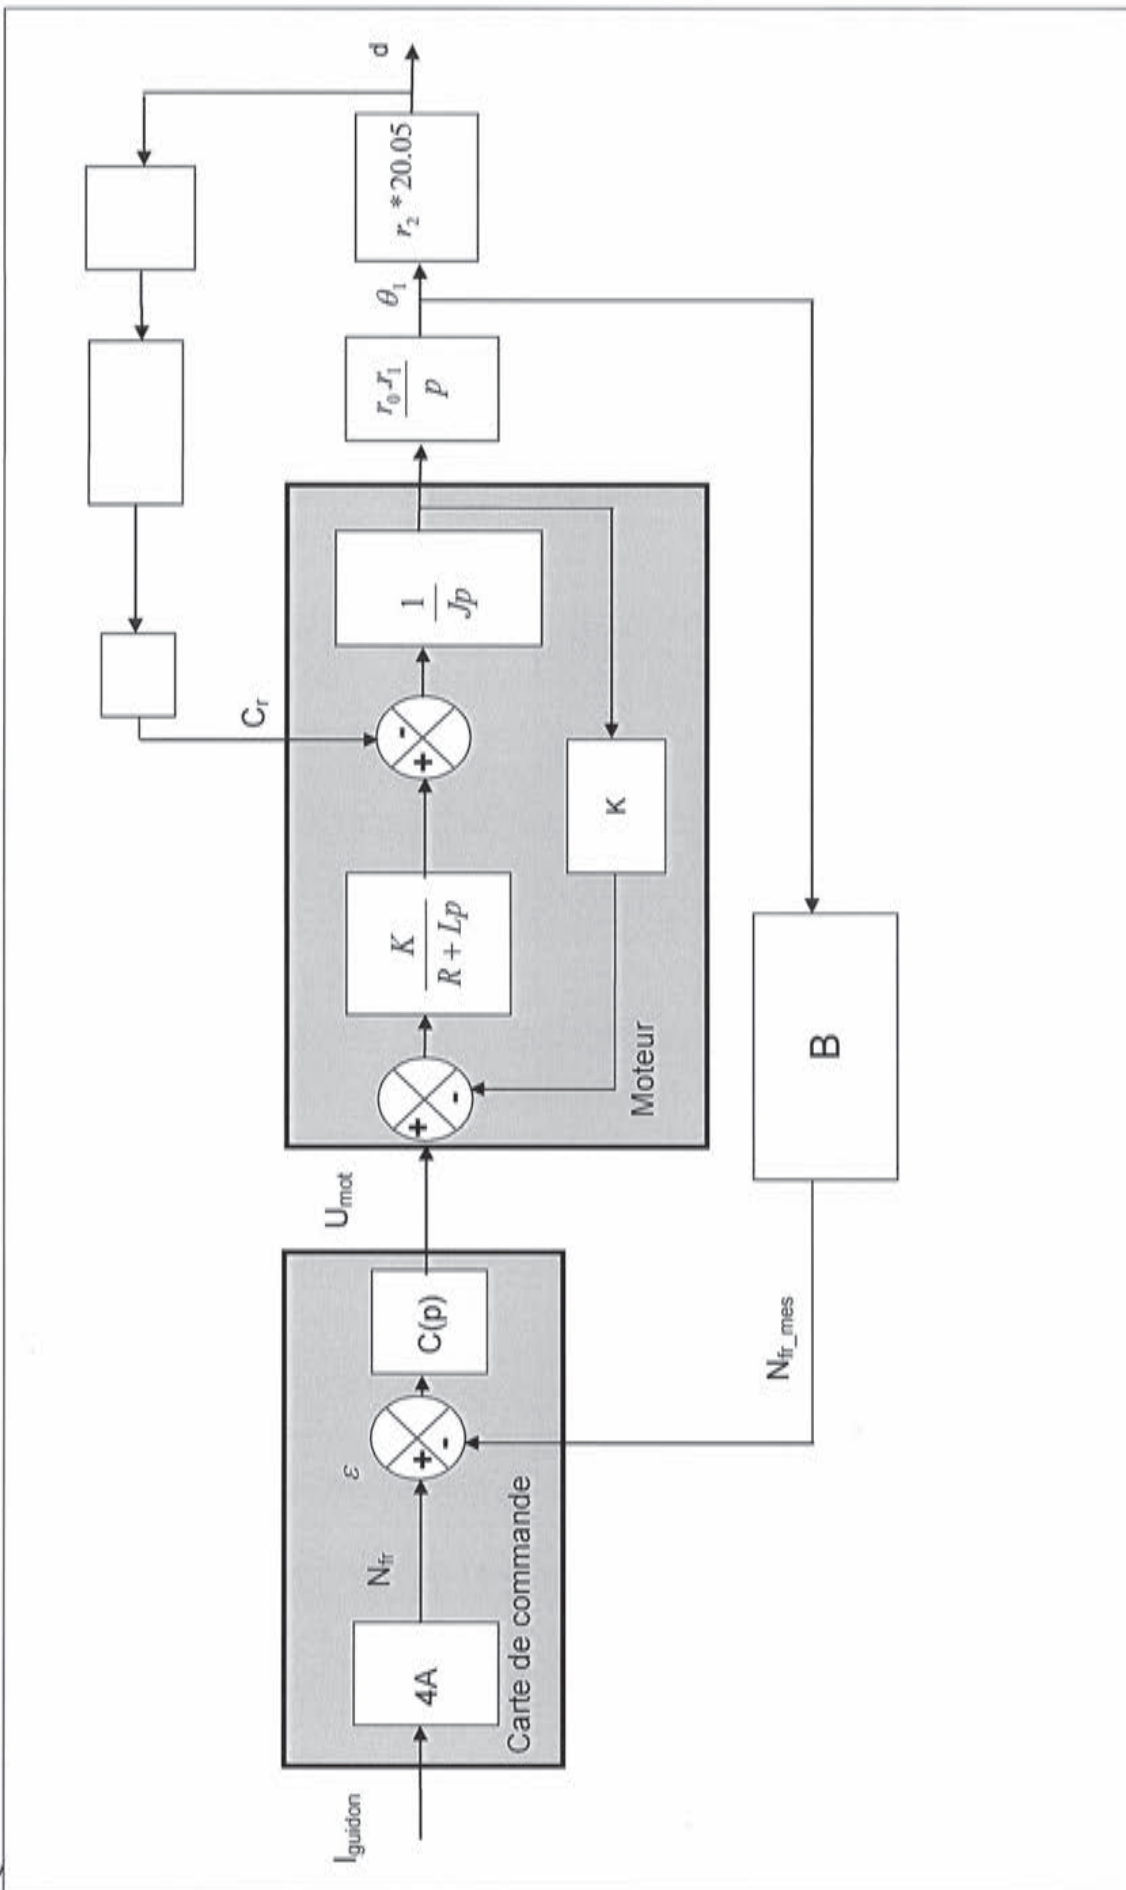 I_guidon
4A
N_fr
ε
+
-
C(p)
Carte de commande
U_mot
+
-
K / (R + Lp)
+
-
C_r
1 / Jp
K
Moteur
r₀.r₁ / p
θ₁
r₂ * 20.05
d
B
N_fr_mes